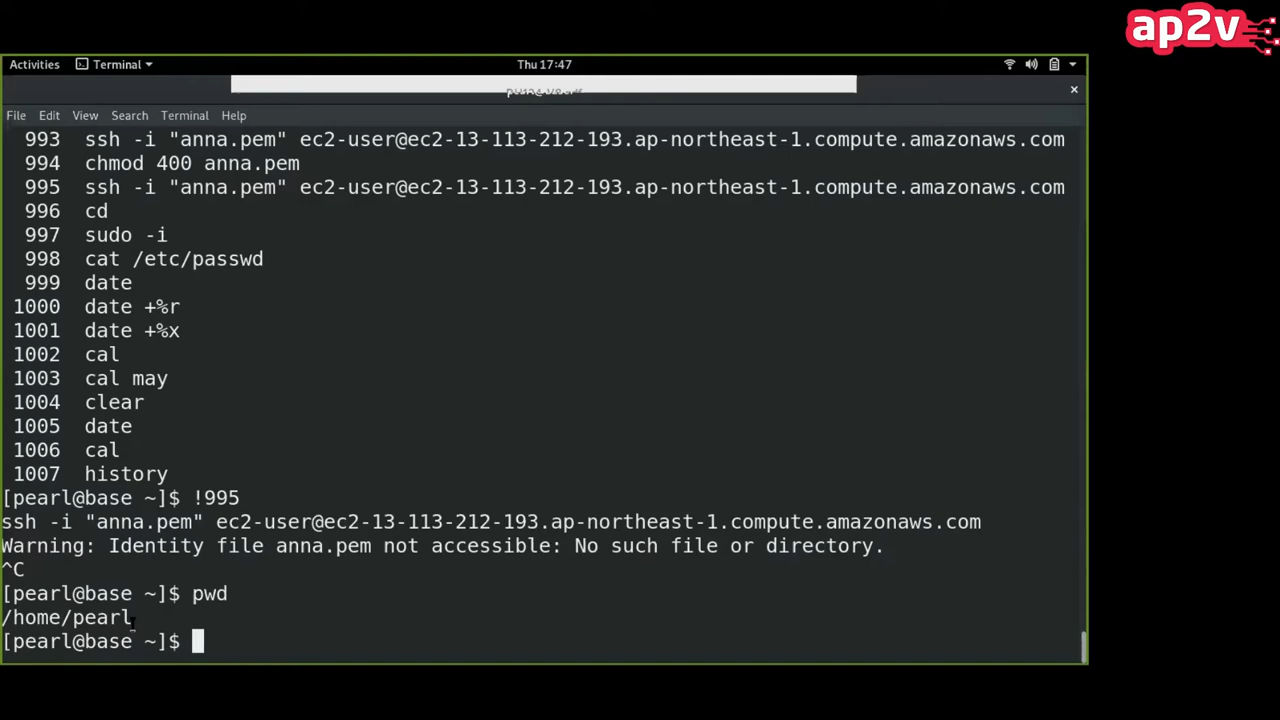 ap2v
Activities Terminal Thu 17:47
File Edit View Search Terminal Help
993 ssh -i "anna.pem" ec2-user@ec2-13-113-212-193.ap-northeast-1.compute.amazonaws.com
994 chmod 400 anna.pem
995 ssh -i "anna.pem" ec2-user@ec2-13-113-212-193.ap-northeast-1.compute.amazonaws.com
996 cd
997 sudo -i
998 cat /etc/passwd
999 date
1000 date +%r
1001 date +%x
1002 cal
1003 cal may
1004 clear
1005 date
1006 cal
1007 history
[pearl@base ~]$ !995
ssh -i "anna.pem" ec2-user@ec2-13-113-212-193.ap-northeast-1.compute.amazonaws.com
Warning: Identity file anna.pem not accessible: No such file or directory.
^C
[pearl@base ~]$ pwd
/home/pearl
[pearl@base ~]$